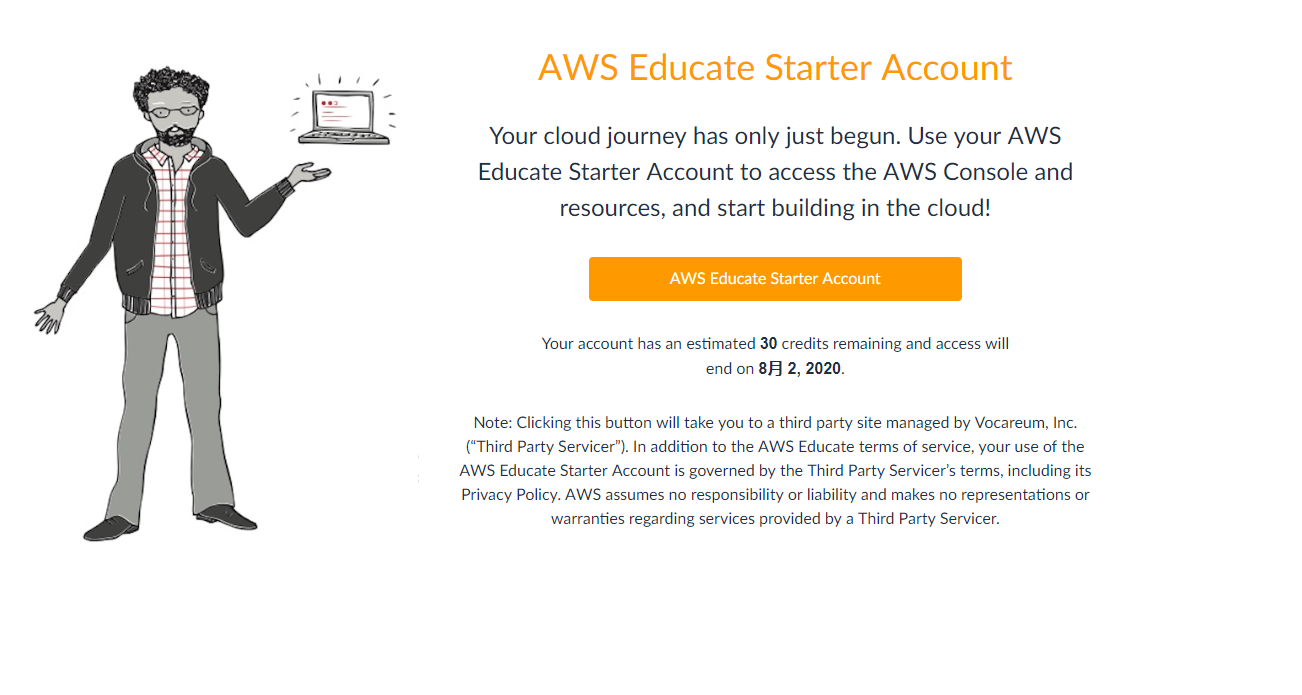 AWS Educate Starter Account
Your cloud journey has only just begun. Use your AWS
Educate Starter Account to access the AWS Console and
resources, and start building in the cloud!
AWS Educate Starter Account
Your account has an estimated 30 credits remaining and access will
end on 8月 2, 2020.
Note: Clicking this button will take you to a third party site managed by Vocareum, Inc.
(“Third Party Servicer”). In addition to the AWS Educate terms of service, your use of the
AWS Educate Starter Account is governed by the Third Party Servicer’s terms, including its
Privacy Policy. AWS assumes no responsibility or liability and makes no representations or
warranties regarding services provided by a Third Party Servicer.